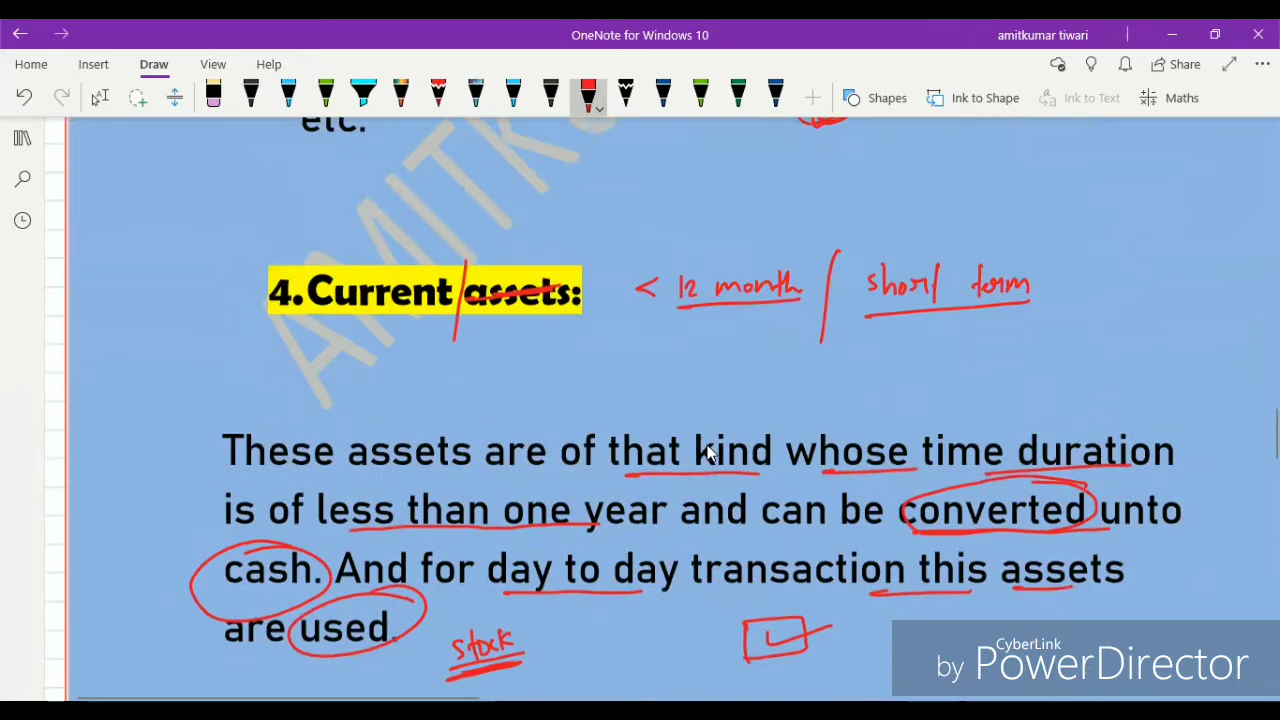 OneNote for Windows 10
amitkumar tiwari
Home Insert Draw View Help
Share
Shapes Ink to Shape Ink to Text Maths
etc.
AMITK
4. Current assets: < 12 month / short term
These assets are of that kind whose time duration
is of less than one year and can be converted unto
cash. And for day to day transaction this assets
are used.
stock
CyberLink
by PowerDirector